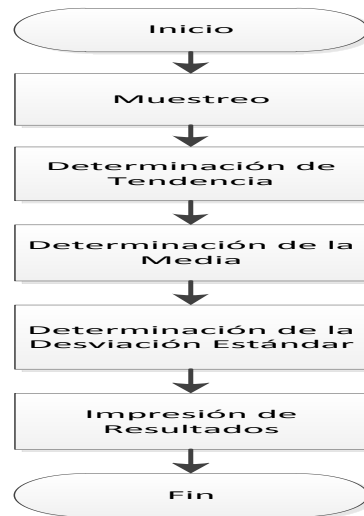 Inicio
Muestreo
Determinación de
Tendencia
Determinación de la
Media
Determinación de la
Desviación Estándar
Impresión de
Resultados
Fin